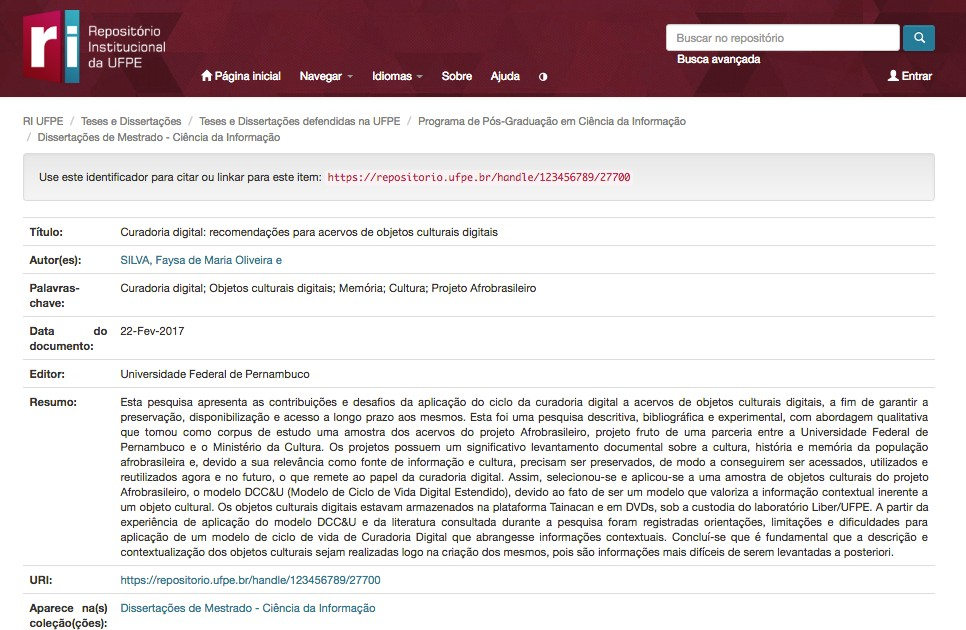 ri Repositório
Institucional
da UFPE
Buscar no repositório
Busca avançada
Página inicial Navegar Idiomas Sobre Ajuda Entrar
RI UFPE / Teses e Dissertações / Teses e Dissertações defendidas na UFPE / Programa de Pós-Graduação em Ciência da Informação
/ Dissertações de Mestrado - Ciência da Informação
Use este identificador para citar ou linkar para este item: https://repositorio.ufpe.br/handle/123456789/27700
Título: Curadoria digital: recomendações para acervos de objetos culturais digitais
Autor(es): SILVA, Faysa de Maria Oliveira e
Palavras- Curadoria digital; Objetos culturais digitais; Memória; Cultura; Projeto Afrobrasileiro
chave:
Data do 22-Fev-2017
documento:
Editor: Universidade Federal de Pernambuco
Resumo: Esta pesquisa apresenta as contribuições e desafios da aplicação do ciclo da curadoria digital a acervos de objetos culturais digitais, a fim de garantir a
preservação, disponibilização e acesso a longo prazo aos mesmos. Esta foi uma pesquisa descritiva, bibliográfica e experimental, com abordagem qualitativa
que tomou como corpus de estudo uma amostra dos acervos do projeto Afrobrasileiro, projeto fruto de uma parceria entre a Universidade Federal de
Pernambuco e o Ministério da Cultura. Os projetos possuem um significativo levantamento documental sobre a cultura, história e memória da população
afrobrasileira e, devido a sua relevância como fonte de informação e cultura, precisam ser preservados, de modo a conseguirem ser acessados, utilizados e
reutilizados agora e no futuro, o que remete ao papel da curadoria digital. Assim, selecionou-se e aplicou-se a uma amostra de objetos culturais do projeto
Afrobrasileiro, o modelo DCC&U (Modelo de Ciclo de Vida Digital Estendido), devido ao fato de ser um modelo que valoriza a informação contextual inerente a
um objeto cultural. Os objetos culturais digitais estavam armazenados na plataforma Tainacan e em DVDs, sob a custodia do laboratório Liber/UFPE. A partir da
experiência de aplicação do modelo DCC&U e da literatura consultada durante a pesquisa foram registradas orientações, limitações e dificuldades para
aplicação de um modelo de ciclo de vida de Curadoria Digital que abrangesse informações contextuais. Concluí-se que é fundamental que a descrição e
contextualização dos objetos culturais sejam realizadas logo na criação dos mesmos, pois são informações mais difíceis de serem levantadas a posteriori.
URI: https://repositorio.ufpe.br/handle/123456789/27700
Aparece na(s) Dissertações de Mestrado - Ciência da Informação
coleção(ções):